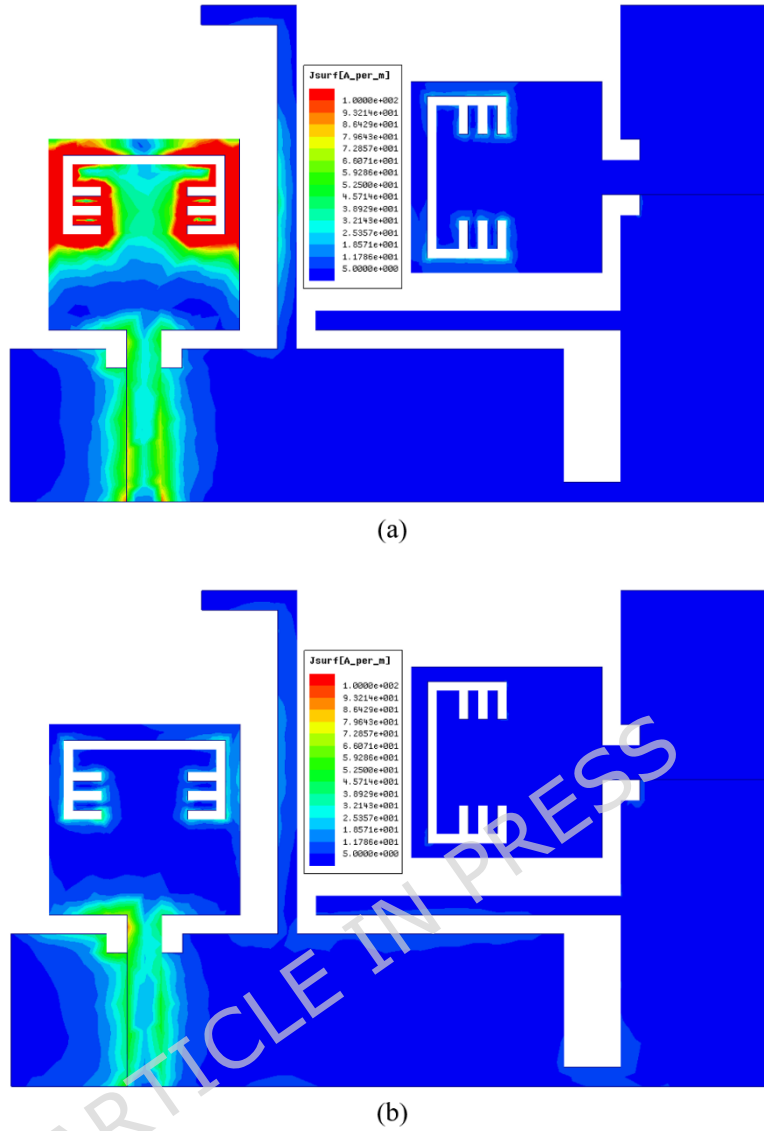 Jsurf[A_per_m]
1.0000e+002
9.3214e+001
8.6429e+001
7.9643e+001
7.2857e+001
6.6071e+001
5.9286e+001
5.2500e+001
4.5714e+001
3.8929e+001
3.2143e+001
2.5357e+001
1.8571e+001
1.1786e+001
5.0000e+000
(a)
Jsurf[A_per_m]
1.0000e+002
9.3214e+001
8.6429e+001
7.9643e+001
7.2857e+001
6.6071e+001
5.9286e+001
5.2500e+001
4.5714e+001
3.8929e+001
3.2143e+001
2.5357e+001
1.8571e+001
1.1786e+001
5.0000e+000
ARTICLE IN PRESS
(b)